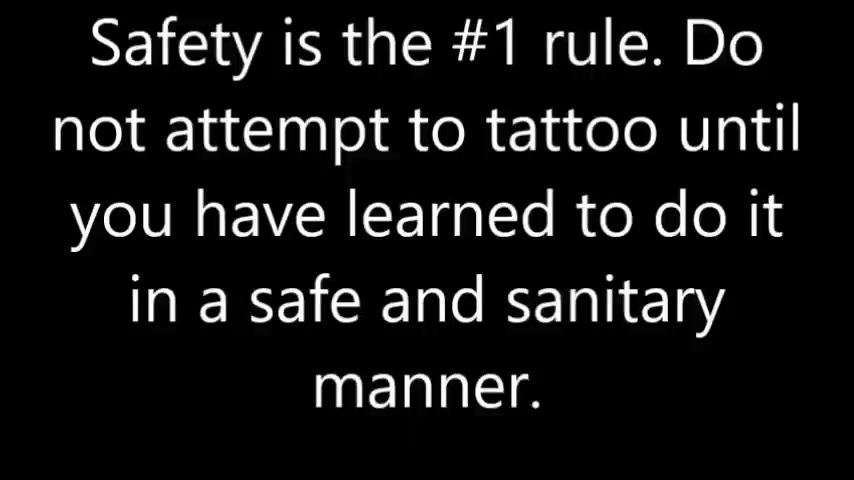 Safety is the #1 rule. Do
not attempt to tattoo until
you have learned to do it
in a safe and sanitary
manner.